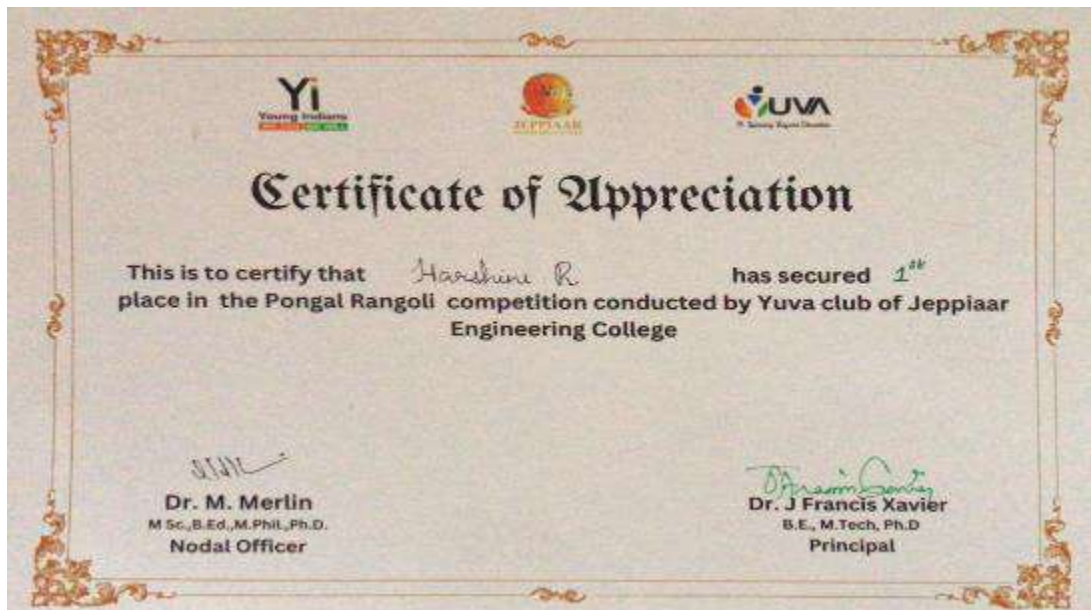 Yi
Young Indians
JEPPIAAR
YUVA
Certificate of Appreciation
This is to certify that Harshini R has secured 1st
place in the Pongal Rangoli competition conducted by Yuva club of Jeppiaar
Engineering College
Dr. M. Merlin
M Sc.,B.Ed.,M.Phil.,Ph.D.
Nodal Officer
Dr. J Francis Xavier
B.E., M.Tech, Ph.D
Principal